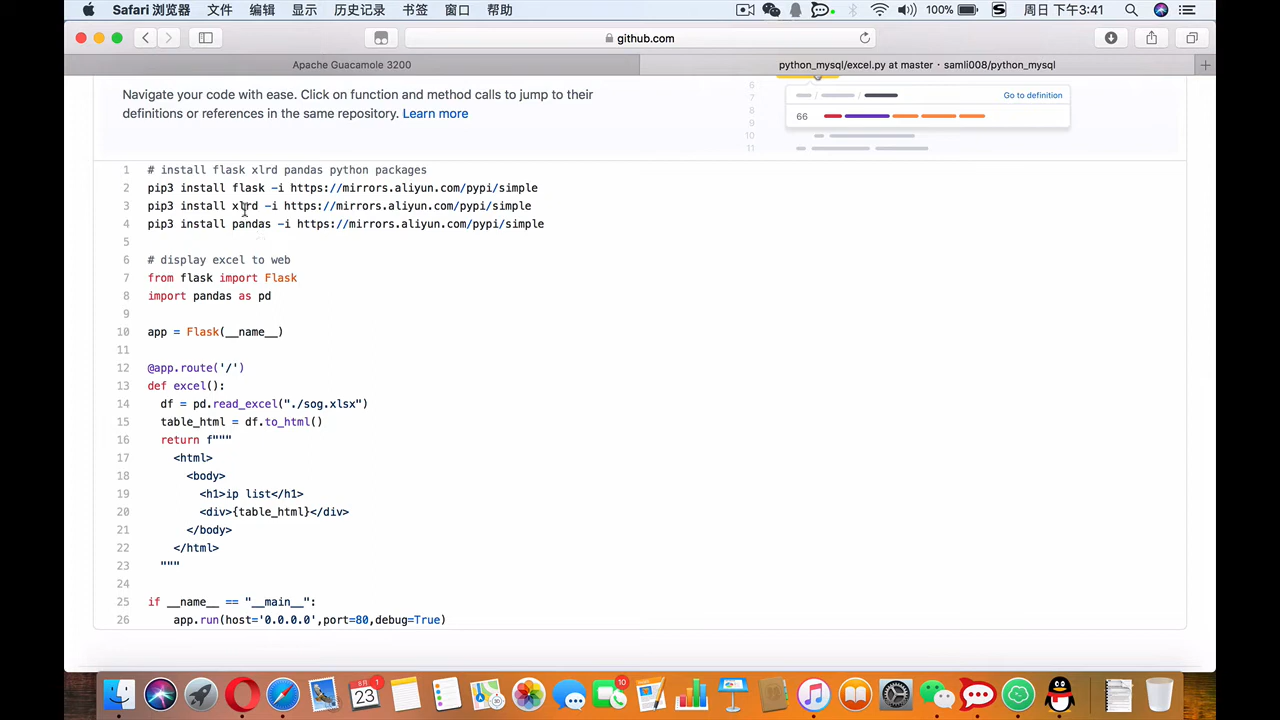 Safari 浏览器 文件 编辑 显示 历史记录 书签 窗口 帮助 100% 周日 下午3:41
github.com
Apache Guacamole 3200
python_mysql/excel.py at master · samli008/python_mysql
Navigate your code with ease. Click on function and method calls to jump to their
definitions or references in the same repository. Learn more
6
7
8
9
10
11
Go to definition
66
1 # install flask xlrd pandas python packages
2 pip3 install flask -i https://mirrors.aliyun.com/pypi/simple
3 pip3 install xlrd -i https://mirrors.aliyun.com/pypi/simple
4 pip3 install pandas -i https://mirrors.aliyun.com/pypi/simple
5
6 # display excel to web
7 from flask import Flask
8 import pandas as pd
9
10 app = Flask(__name__)
11
12 @app.route('/')
13 def excel():
14 df = pd.read_excel("./sog.xlsx")
15 table_html = df.to_html()
16 return f"""
17 <html>
18 <body>
19 <h1>ip list</h1>
20 <div>{table_html}</div>
21 </body>
22 </html>
23 """
24
25 if __name__ == "__main__":
26 app.run(host='0.0.0.0',port=80,debug=True)
1
23
10